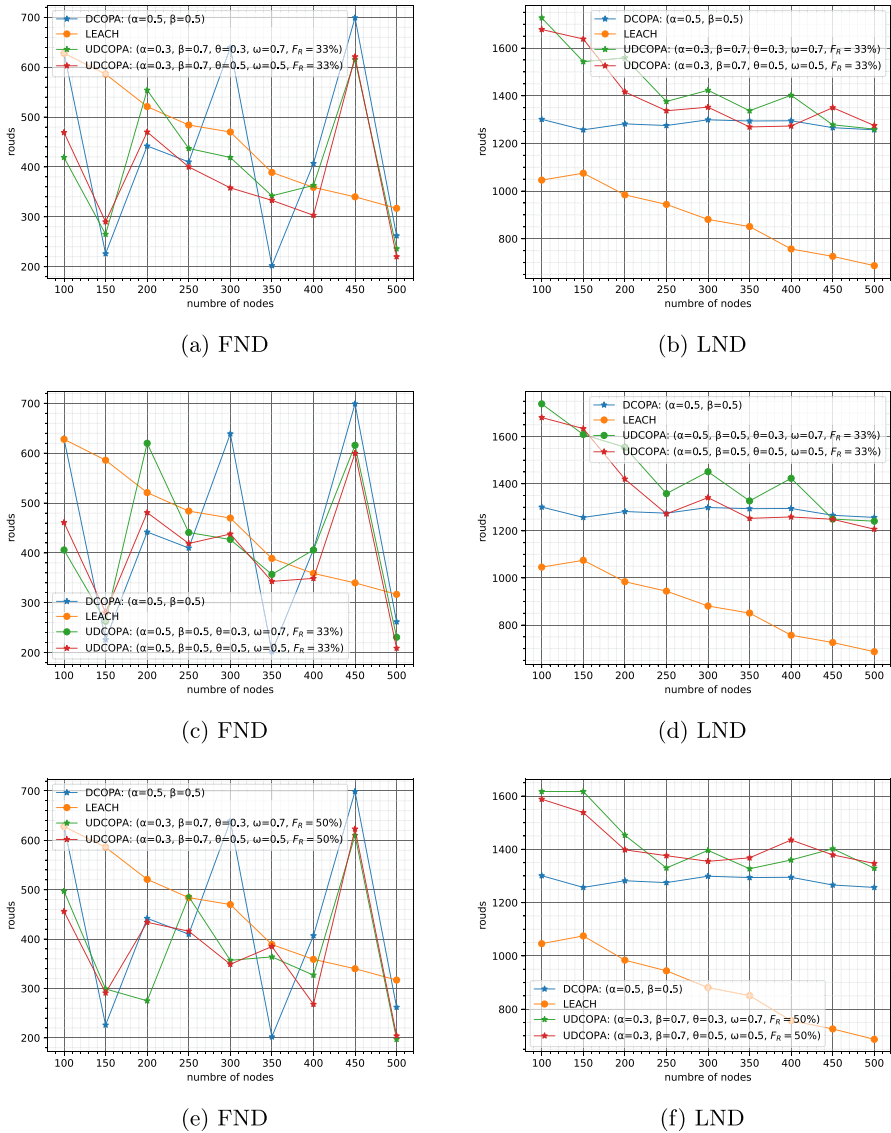 DCOPA: (α=0.5, β=0.5)
LEACH
UDCOPA: (α=0.3, β=0.7, θ=0.3, ω=0.7, F_R = 33%)
UDCOPA: (α=0.3, β=0.7, θ=0.5, ω=0.5, F_R = 33%)
700
600
500
400
300
200
rouds
100 150 200 250 300 350 400 450 500
numbre of nodes
(a) FND
DCOPA: (α=0.5, β=0.5)
LEACH
UDCOPA: (α=0.3, β=0.7, θ=0.3, ω=0.7, F_R = 33%)
UDCOPA: (α=0.3, β=0.7, θ=0.5, ω=0.5, F_R = 33%)
1600
1400
1200
1000
800
rouds
100 150 200 250 300 350 400 450 500
numbre of nodes
(b) LND
700
600
500
400
300
200
rouds
DCOPA: (α=0.5, β=0.5)
LEACH
UDCOPA: (α=0.5, β=0.5, θ=0.3, ω=0.7, F_R = 33%)
UDCOPA: (α=0.5, β=0.5, θ=0.5, ω=0.5, F_R = 33%)
100 150 200 250 300 350 400 450 500
numbre of nodes
(c) FND
DCOPA: (α=0.5, β=0.5)
LEACH
UDCOPA: (α=0.5, β=0.5, θ=0.3, ω=0.7, F_R = 33%)
UDCOPA: (α=0.5, β=0.5, θ=0.5, ω=0.5, F_R = 33%)
1600
1400
1200
1000
800
rouds
100 150 200 250 300 350 400 450 500
numbre of nodes
(d) LND
DCOPA: (α=0.5, β=0.5)
LEACH
UDCOPA: (α=0.3, β=0.7, θ=0.3, ω=0.7, F_R = 50%)
UDCOPA: (α=0.3, β=0.7, θ=0.5, ω=0.5, F_R = 50%)
700
600
500
400
300
200
rouds
100 150 200 250 300 350 400 450 500
numbre of nodes
(e) FND
1600
1400
1200
1000
800
rouds
DCOPA: (α=0.5, β=0.5)
LEACH
UDCOPA: (α=0.3, β=0.7, θ=0.3, ω=0.7, F_R = 50%)
UDCOPA: (α=0.3, β=0.7, θ=0.5, ω=0.5, F_R = 50%)
100 150 200 250 300 350 400 450 500
numbre of nodes
(f) LND